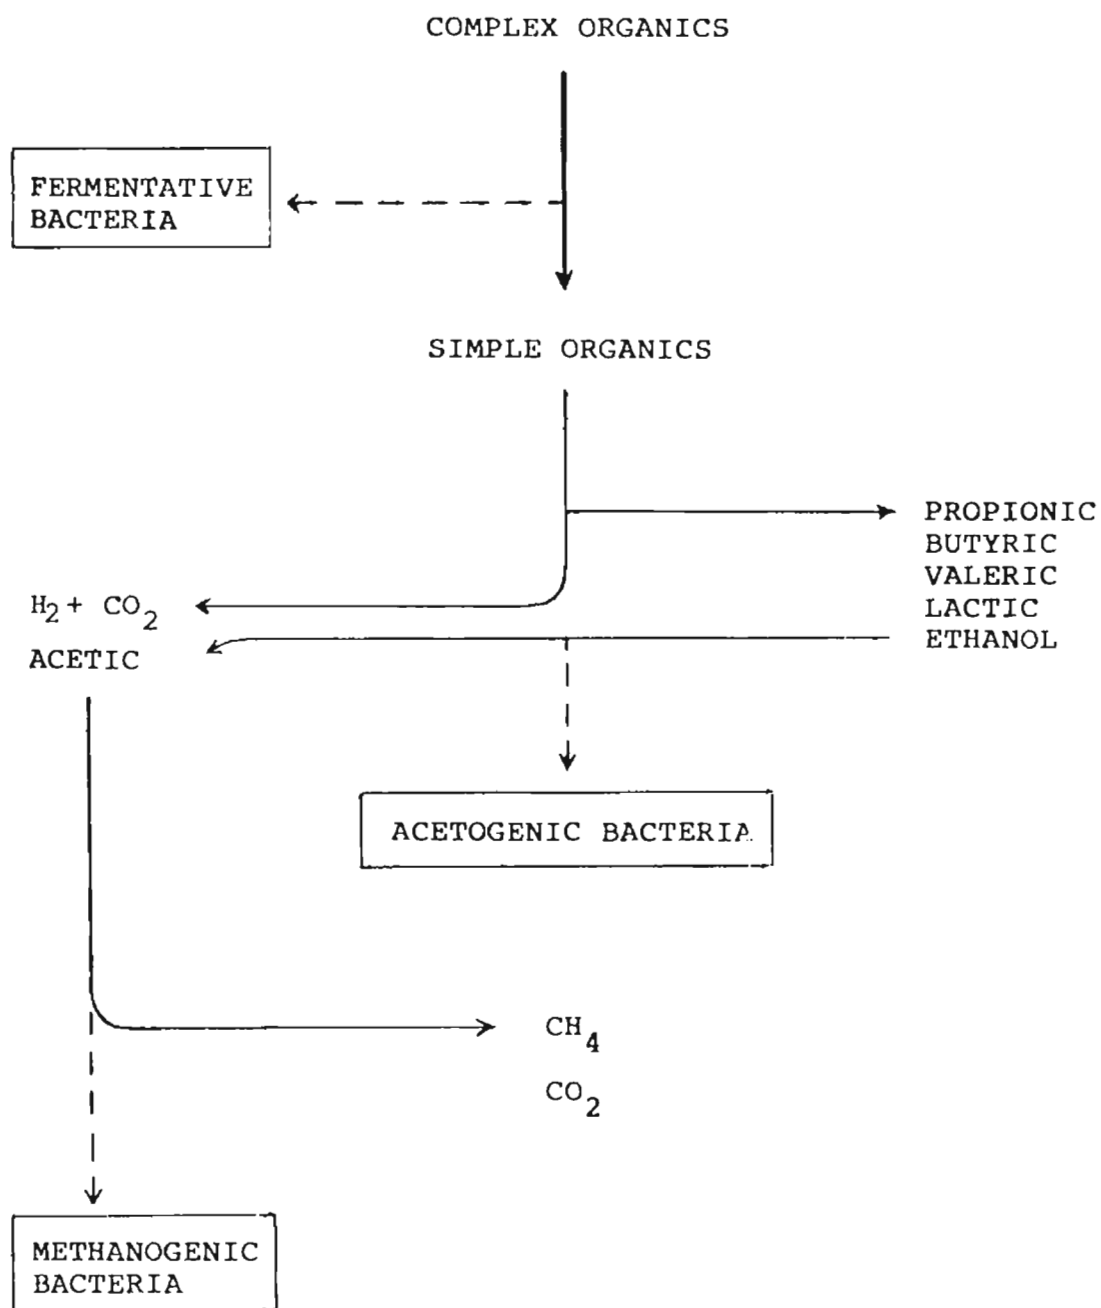 COMPLEX ORGANICS
FERMENTATIVE
BACTERIA
SIMPLE ORGANICS
PROPIONIC
BUTYRIC
VALERIC
LACTIC
ETHANOL
H₂ + CO₂
ACETIC
ACETOGENIC BACTERIA
CH₄
CO₂
METHANOGENIC
BACTERIA